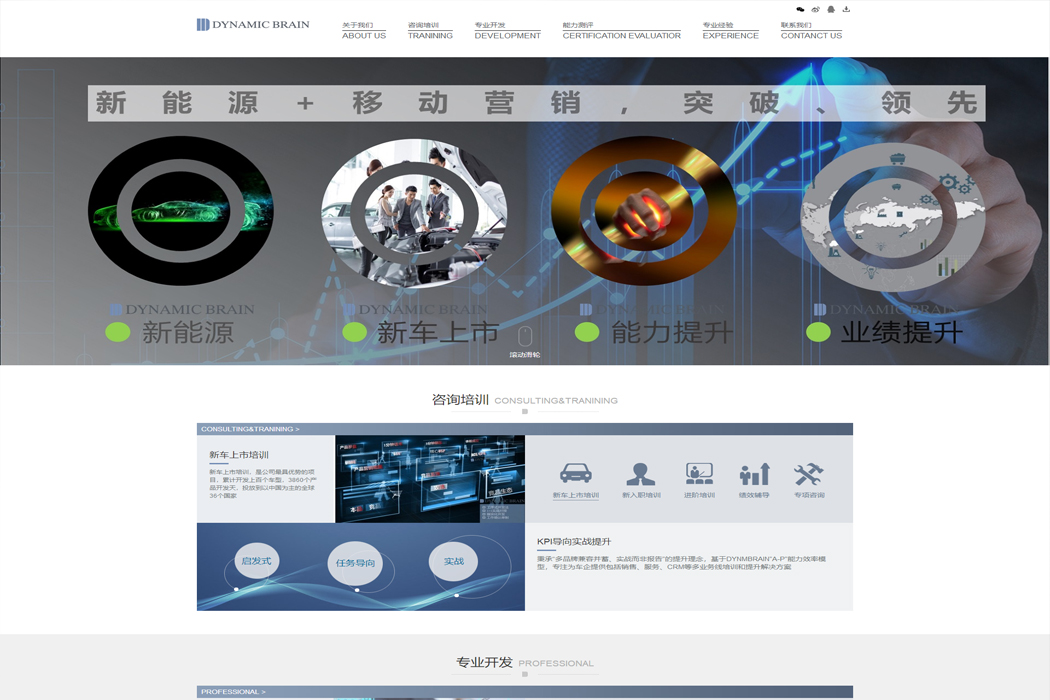 DYNAMIC BRAIN
关于我们
ABOUT US
咨询培训
TRANINING
专业开发
DEVELOPMENT
能力测评
CERTIFICATION EVALUATIOR
专业经验
EXPERIENCE
联系我们
CONTANCT US
新能源+移动营销,突破、领先
DYNAMIC BRAIN
新能源
DYNAMIC BRAIN
新车上市
DYNAMIC BRAIN
能力提升
DYNAMIC BRAIN
业绩提升
滚动滑轮
咨询培训 CONSULTING&TRANINING
CONSULTING&TRANINING >
新车上市培训
新车上市培训，是公司最具优势的项
目，累计开发上百个车型，3860个产
品开发天，投放到以中国为主的全球
36个国家
新车上市培训
新入职培训
进阶培训
绩效辅导
专项咨询
启发式
任务导向
实战
KPI导向实战提升
秉承"多品牌兼容并蓄、实战而非报告"的提升理念，基于DYNMBRAIN"A-P"能力效率模
型，专注为车企提供包括销售、服务、CRM等多业务线培训和提升解决方案
专业开发 PROFESSIONAL
PROFESSIONAL >